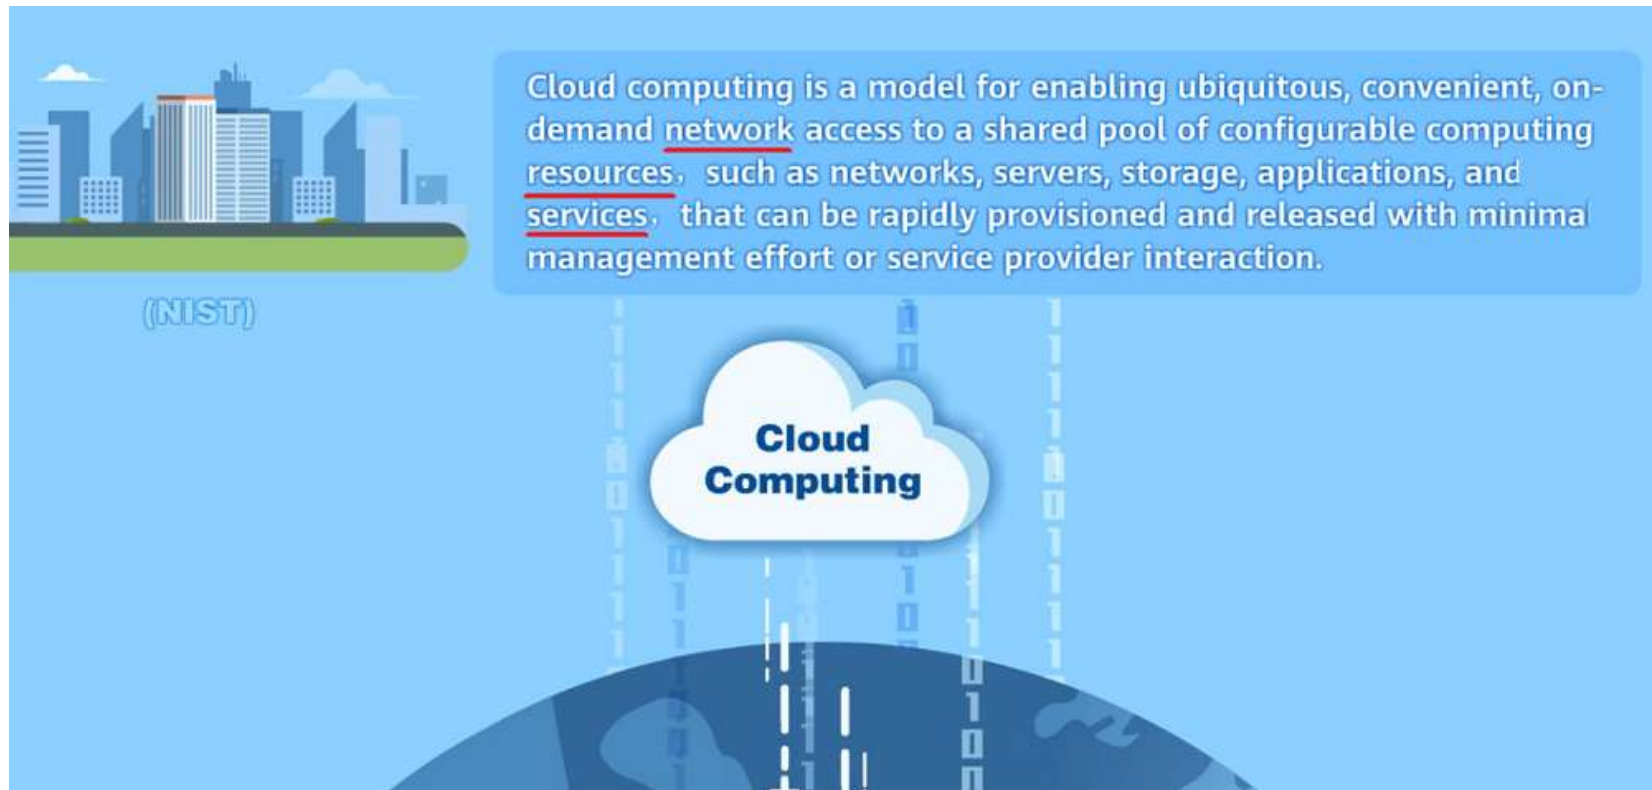 Cloud computing is a model for enabling ubiquitous, convenient, on-
demand network access to a shared pool of configurable computing
resources, such as networks, servers, storage, applications, and
services, that can be rapidly provisioned and released with minimal
management effort or service provider interaction.
(NIST)
Cloud
Computing